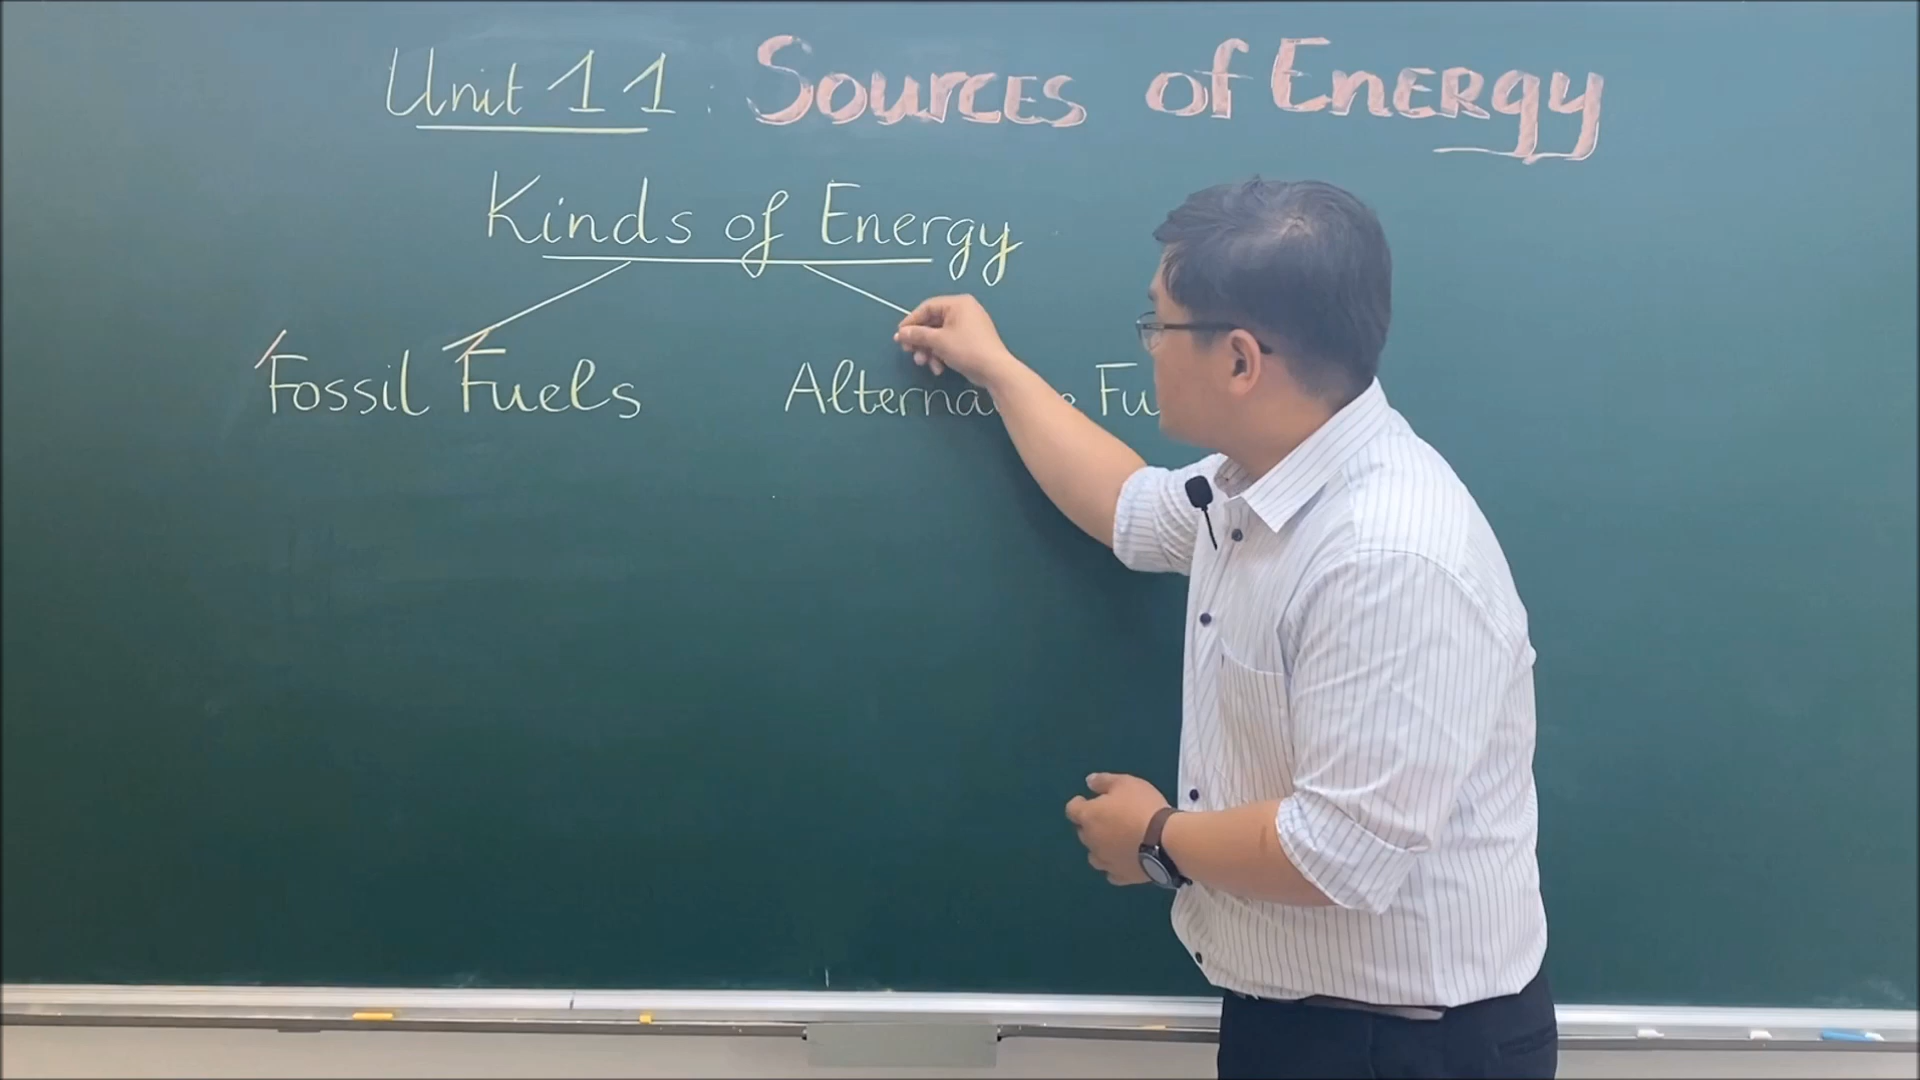 Unit 11: Sources of Energy
Kinds of Energy
Fossil Fuels